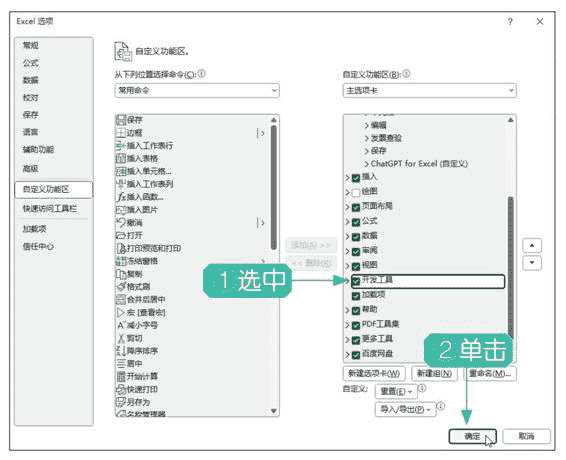 Excel 选项
?
常规
公式
数据
校对
保存
语言
辅助功能
高级
自定义功能区
快速访问工具栏
加载项
信任中心
自定义功能区。
从下列位置选择命令(C):
常用命令
保存
边框
插入工作表行
插入表格
插入单元格...
插入工作表列
插入函数...
插入图片
撤消
打开
打印预览和打印
冻结窗格
复制
格式刷
合并后居中
宏 [查看宏]
减小字号
剪切
降序排序
居中
开始计算
快速打印
另存为
名称管理器
添加(A) >>
<< 删除(R)
自定义功能区(B):
主选项卡
编辑
发票查验
保存
ChatGPT for Excel (自定义)
插入
绘图
页面布局
公式
数据
审阅
视图
开发工具
加载项
帮助
PDF工具集
更多工具
百度网盘
新建选项卡(W)
新建组(N)
重命名(M)...
自定义:
重置(E)
导入/导出(P)
确定
取消
1.选中
2.单击